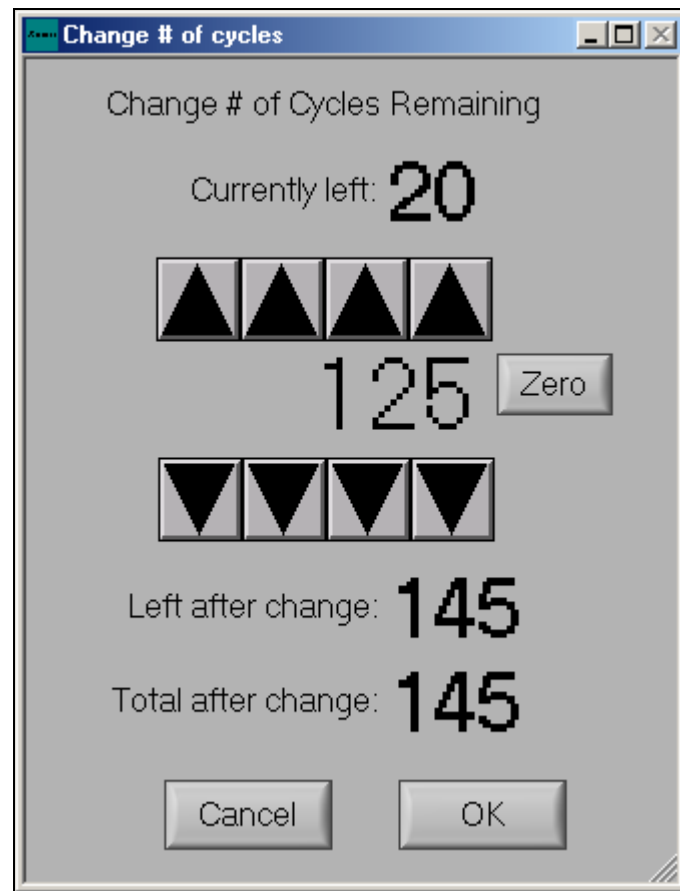 Change # of cycles
Change # of Cycles Remaining
Currently left: 20
125 Zero
Left after change: 145
Total after change: 145
Cancel OK